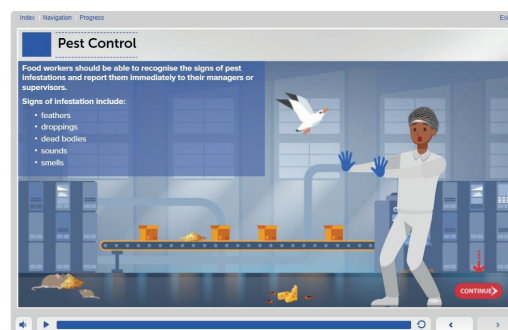 Index | Navigation | Progress
Pest Control
Food workers should be able to recognise the signs of pest
infestations and report them immediately to their managers or
supervisors.
Signs of infestation include:
• feathers
• droppings
• dead bodies
• sounds
• smells
CONTINUE